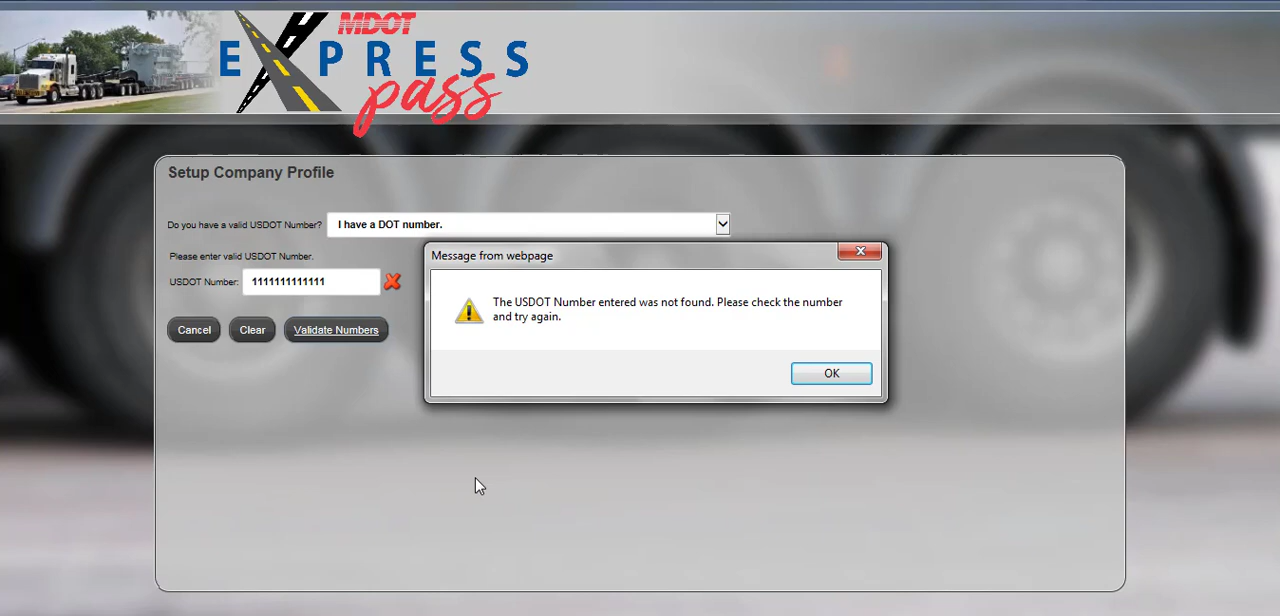 MDOT
EXPRESS
pass
Setup Company Profile
Do you have a valid USDOT Number? I have a DOT number.
Please enter valid USDOT Number.
USDOT Number: 1111111111111
Cancel Clear Validate Numbers
Message from webpage
The USDOT Number entered was not found. Please check the number
and try again.
OK